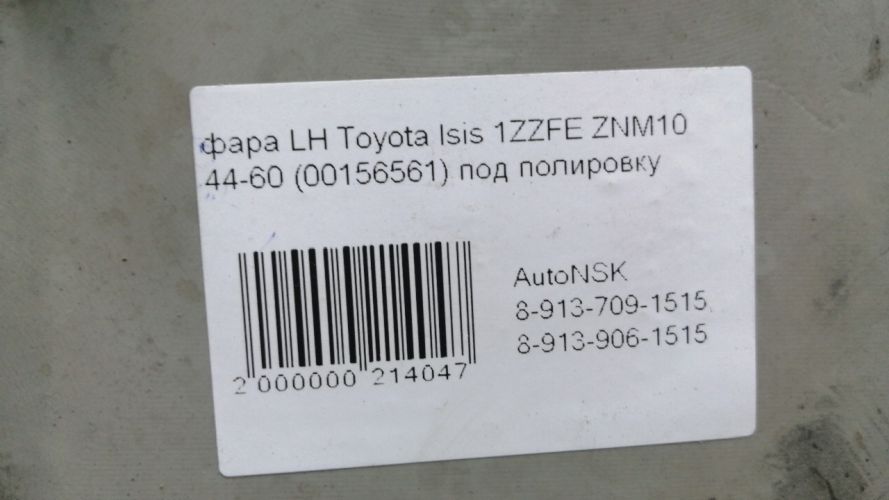 фара LH Toyota Isis 1ZZFE ZNM10
44-60 (00156561) под полировку
AutoNSK
8-913-709-1515
8-913-906-1515
2 000000 214047